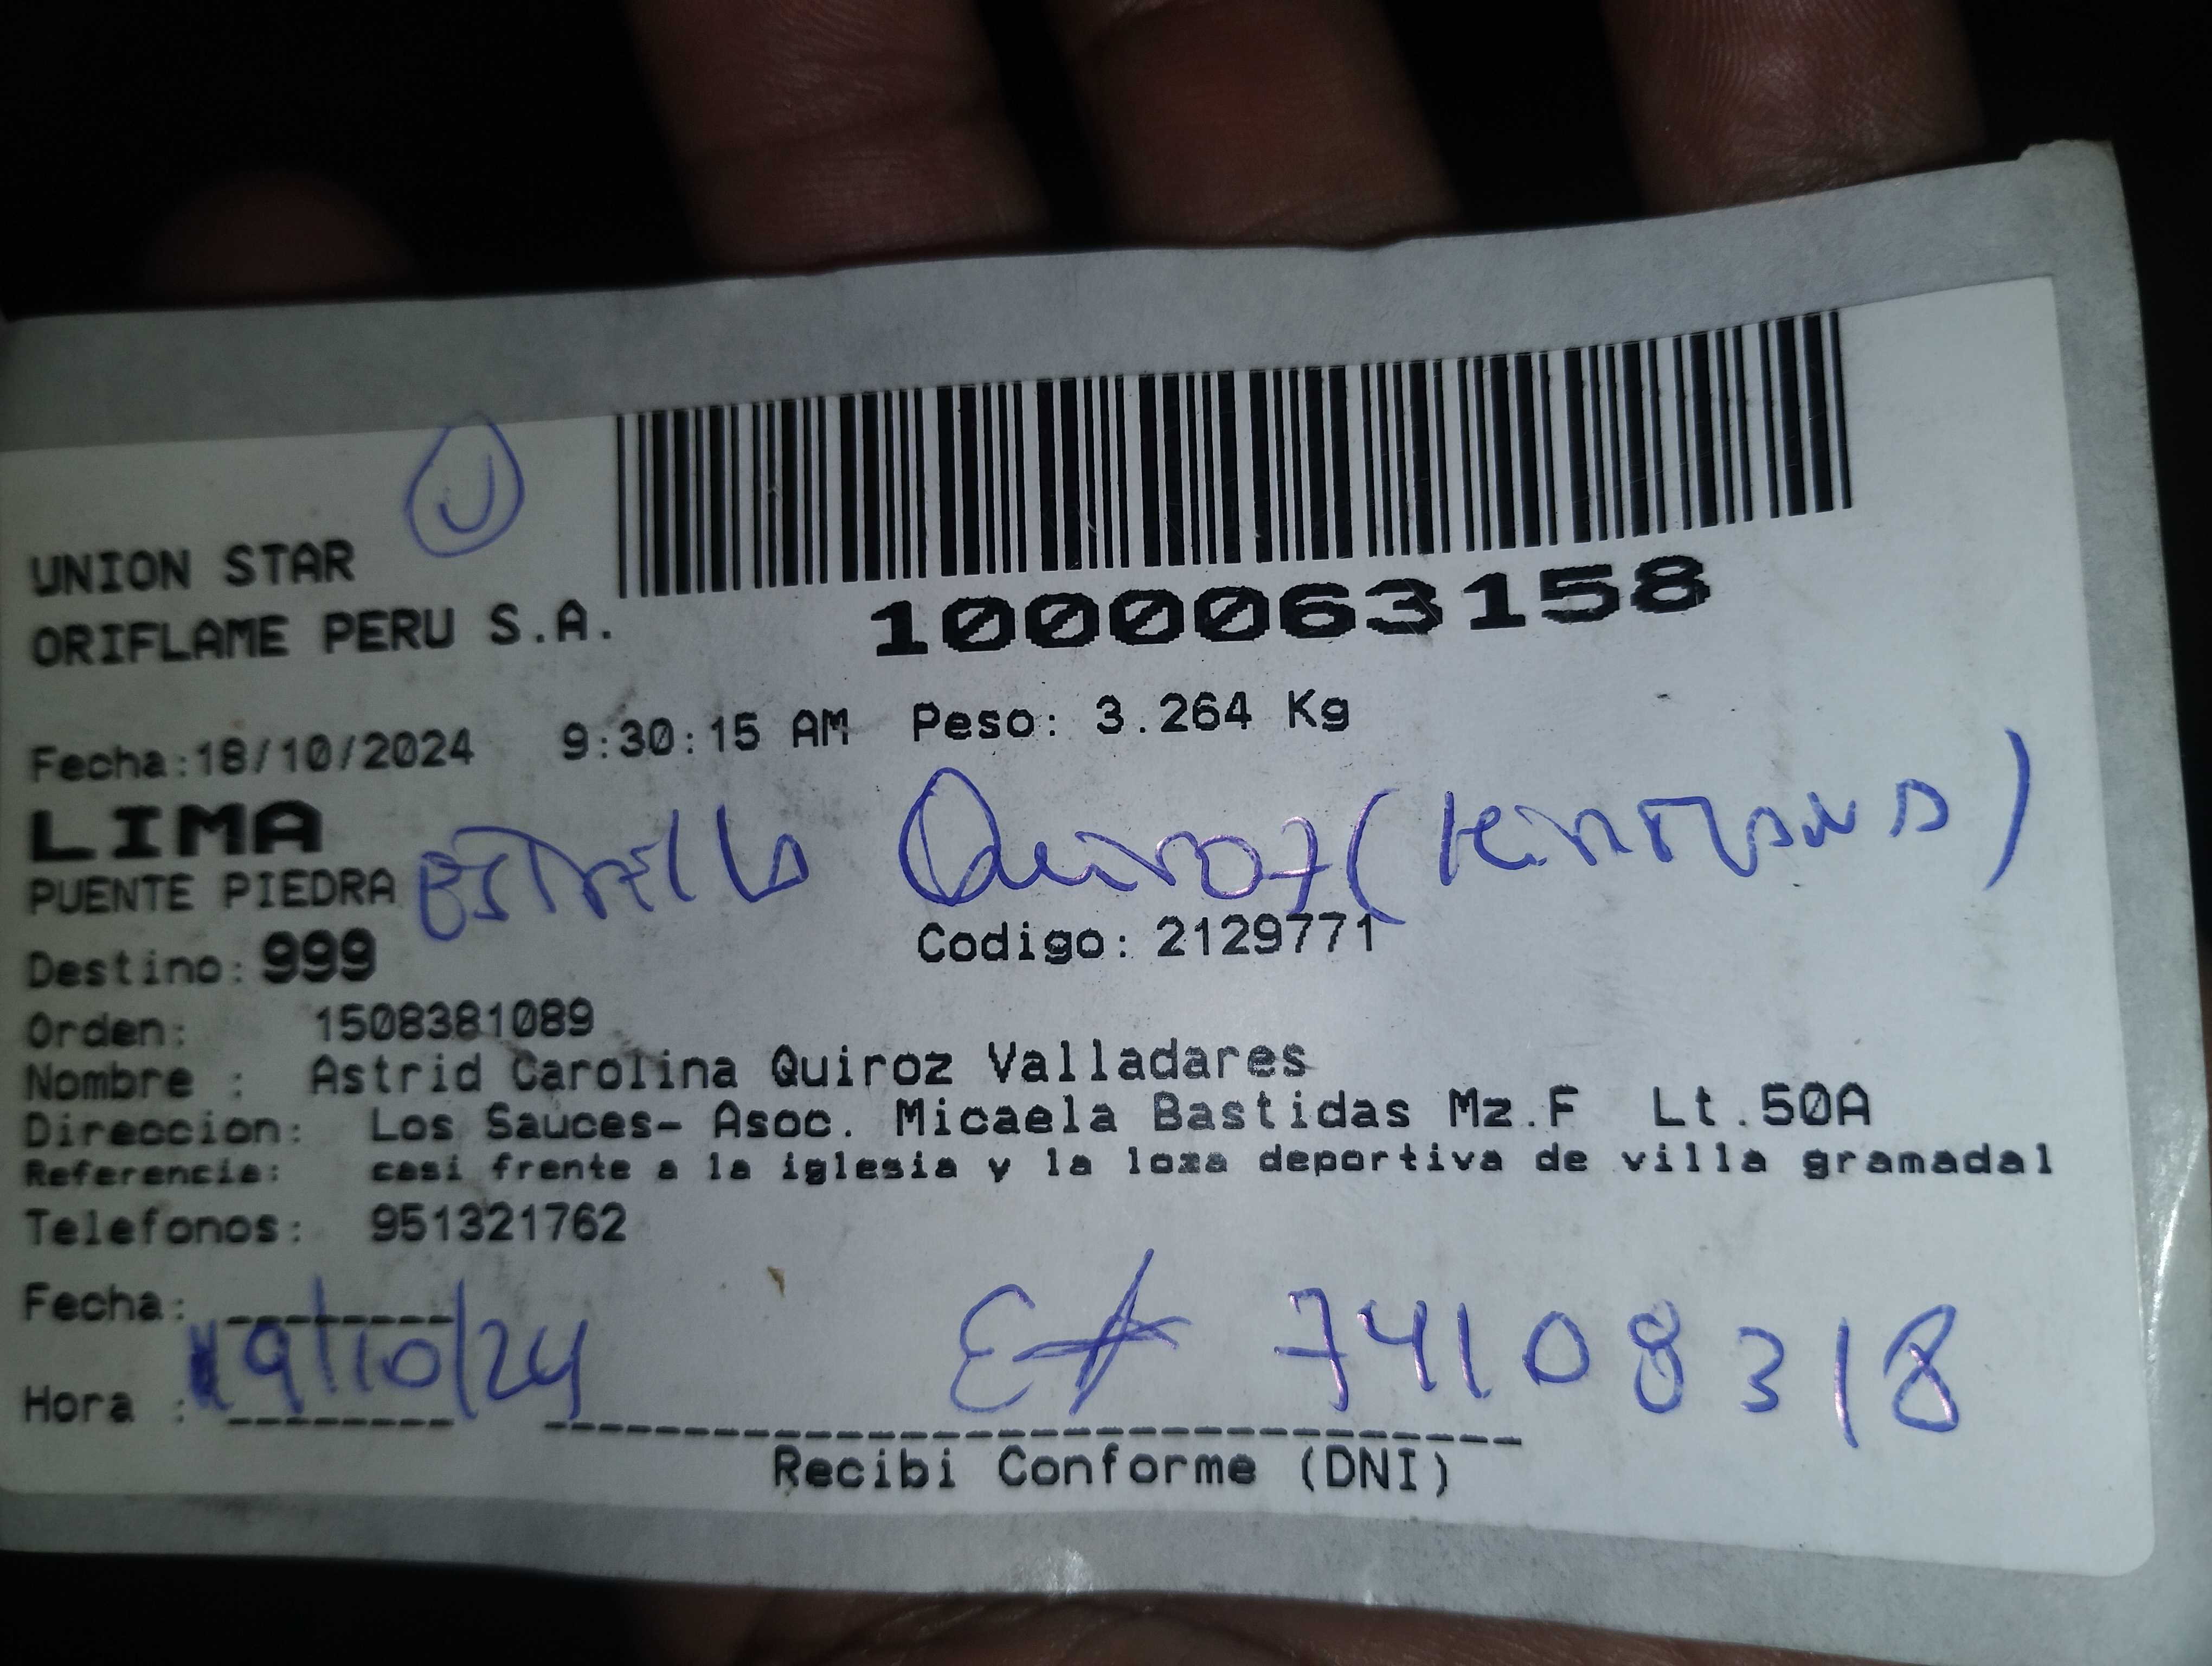 UNION STAR
ORIFLAME PERU S.A.
1000063158
Fecha:18/10/2024 9:30:15 AM Peso: 3.264 Kg
LIMA
PUENTE PIEDRA Estrella Quiroz (Hermana)
Destino: 999 Codigo: 2129771
Orden: 1508381089
Nombre : Astrid Carolina Quiroz Valladares
Direccion: Los Sauces- Asoc. Micaela Bastidas Mz.F Lt.50A
Referencia: casi frente a la iglesia y la loza deportiva de villa gramadal
Telefonos: 951321762
Fecha: 19/10/24
74108318
Hora :
Recibi Conforme (DNI)